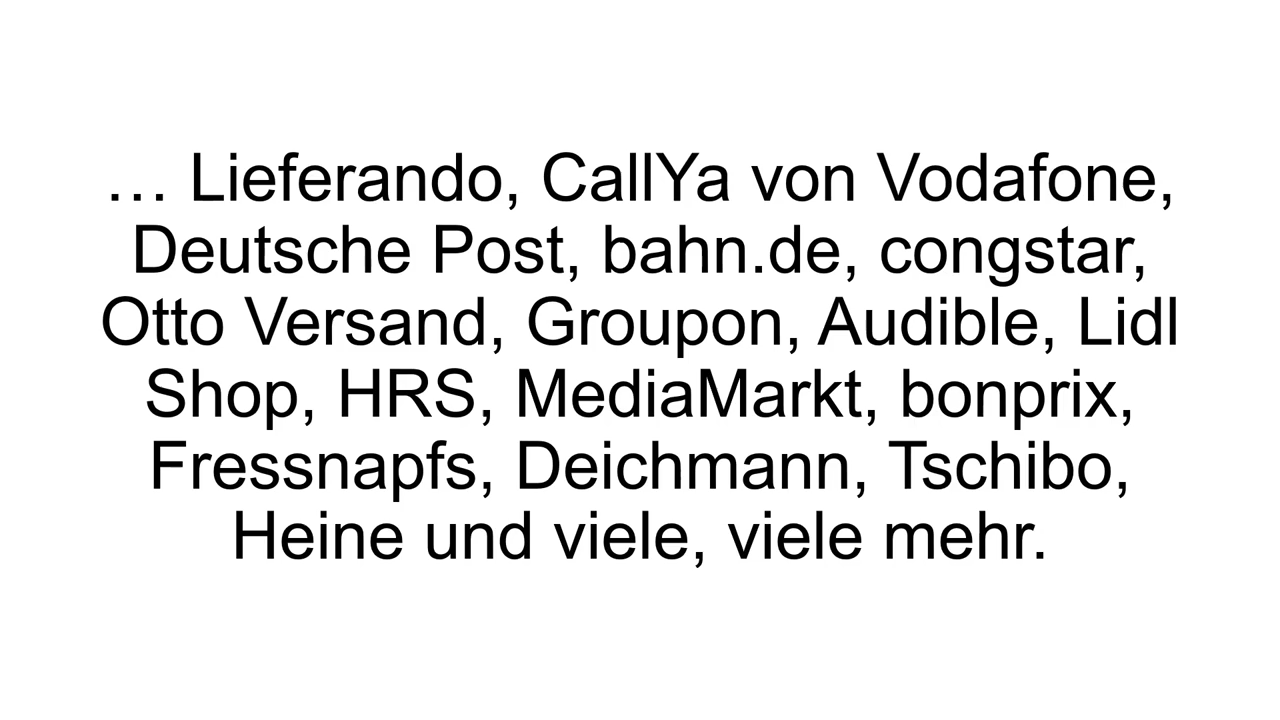 … Lieferando, CallYa von Vodafone,
Deutsche Post, bahn.de, congstar,
Otto Versand, Groupon, Audible, Lidl
Shop, HRS, MediaMarkt, bonprix,
Fressnapfs, Deichmann, Tschibo,
Heine und viele, viele mehr.